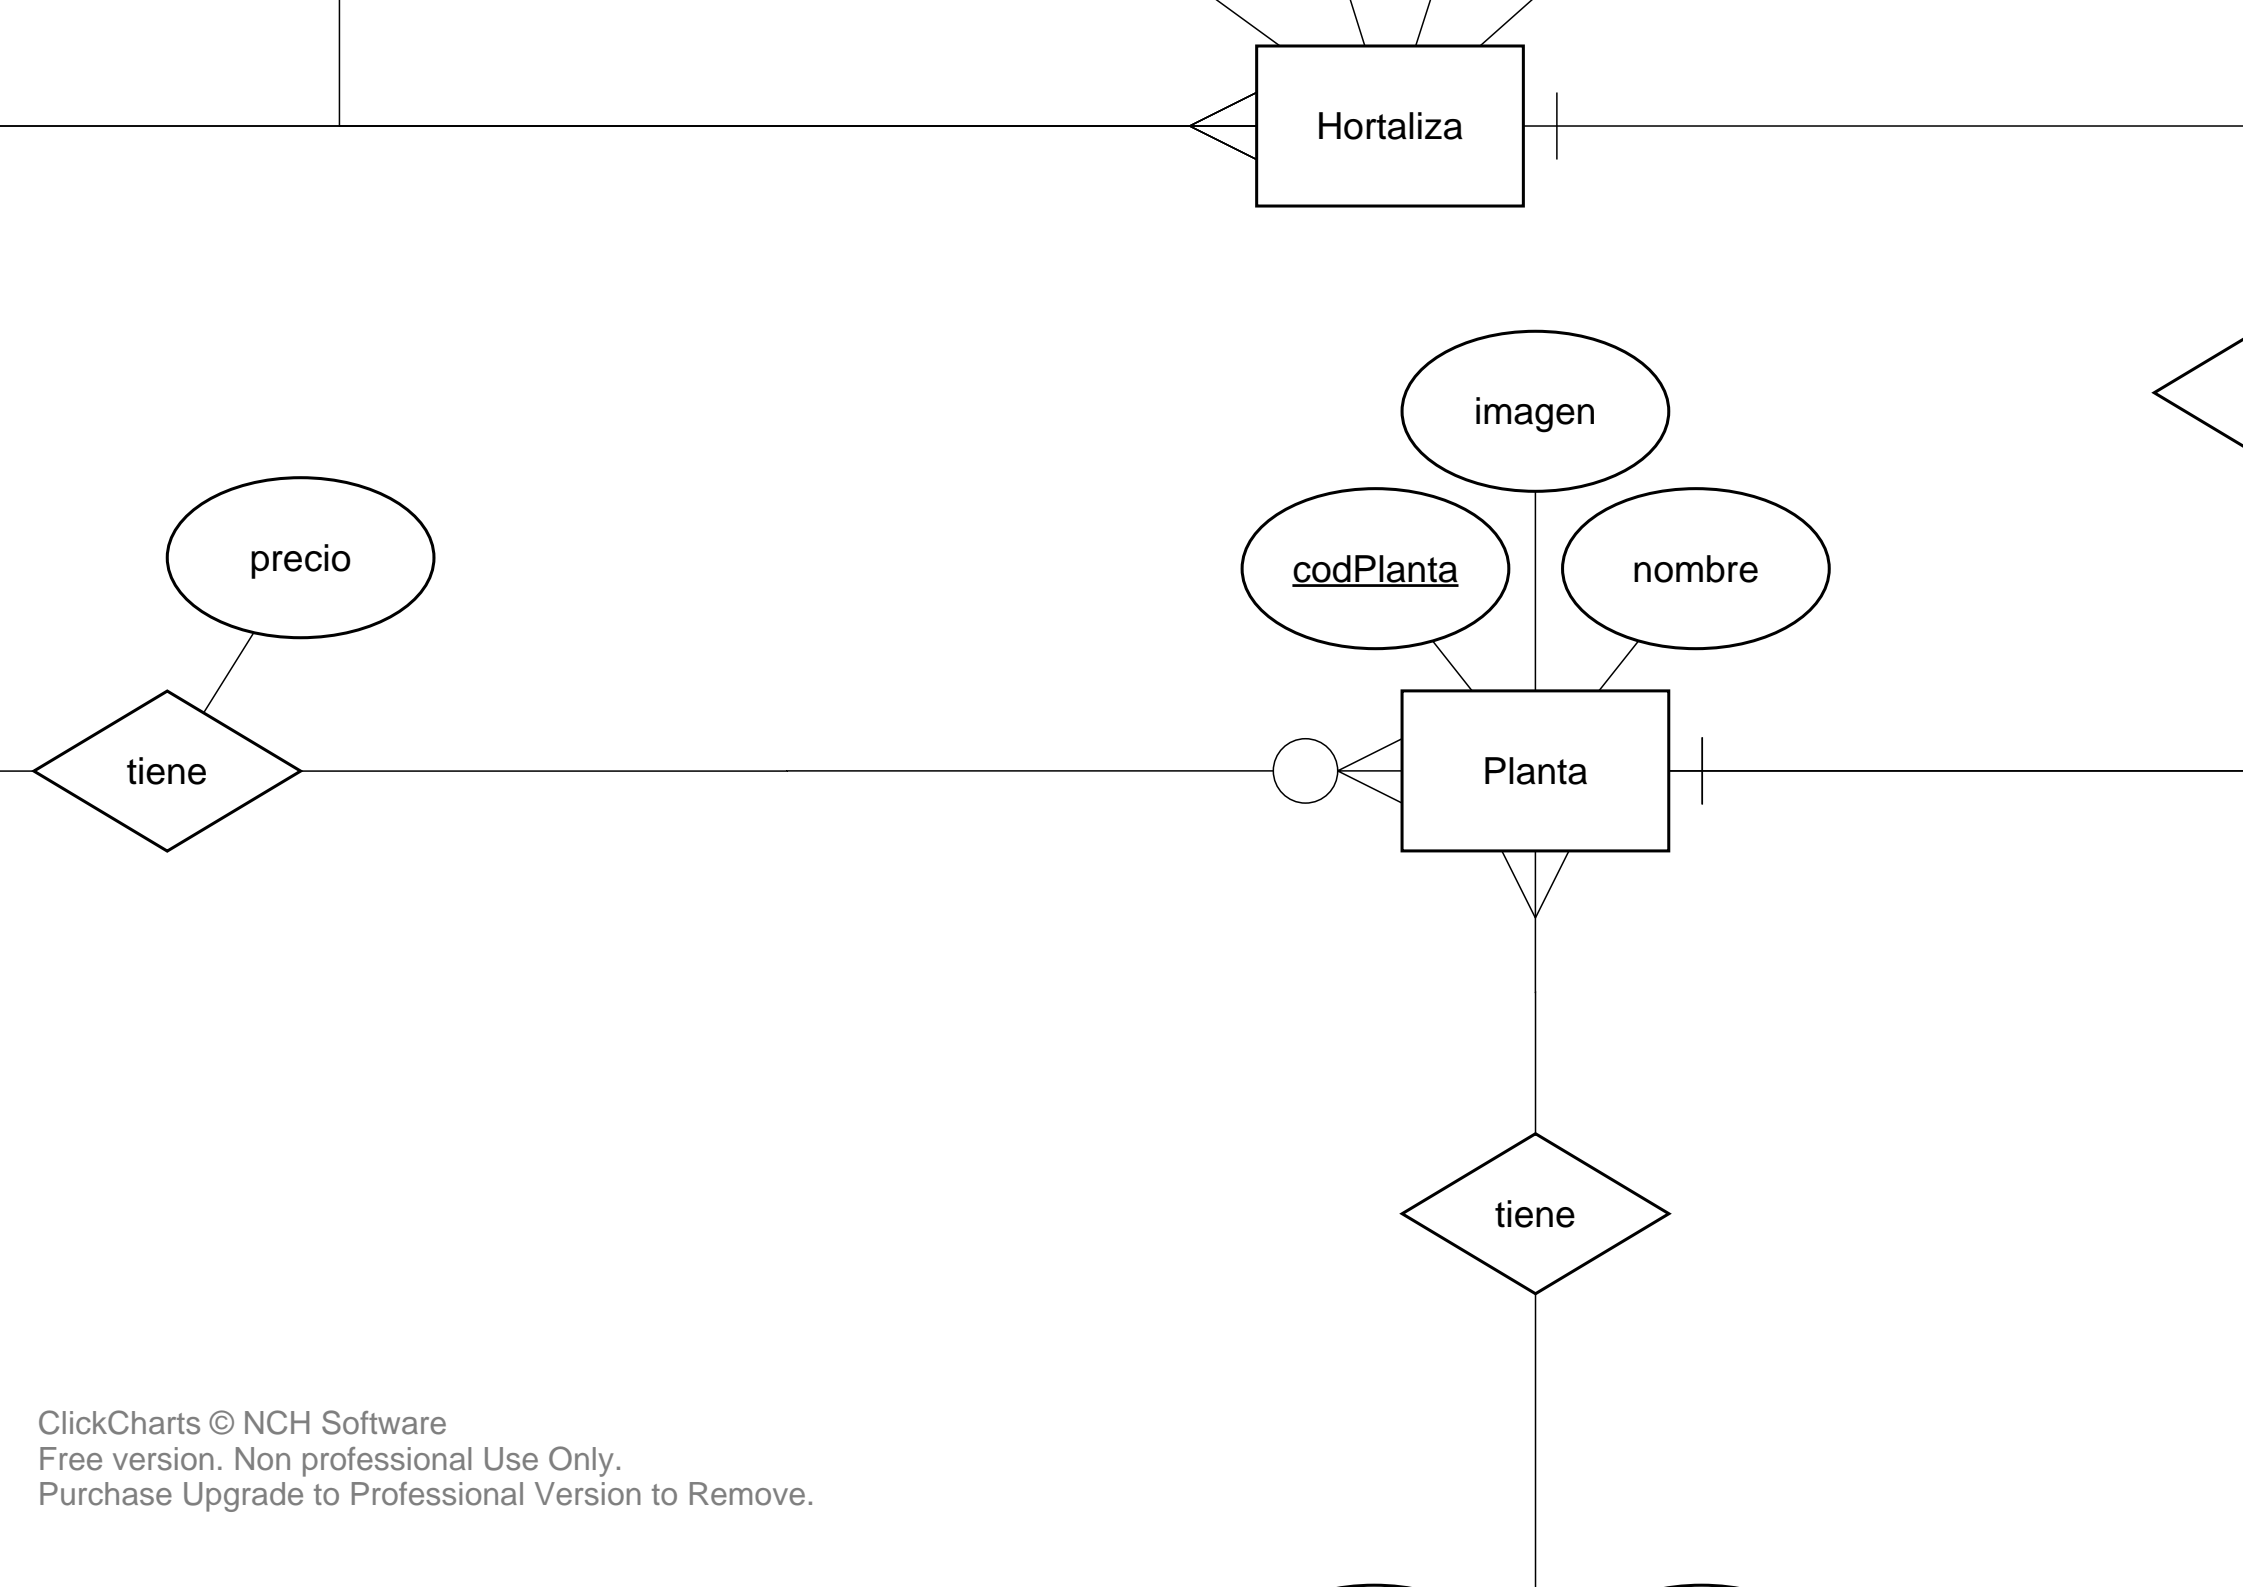 Hortaliza
imagen
precio
codPlanta
nombre
tiene
Planta
tiene
ClickCharts © NCH Software
Free version. Non professional Use Only.
Purchase Upgrade to Professional Version to Remove.